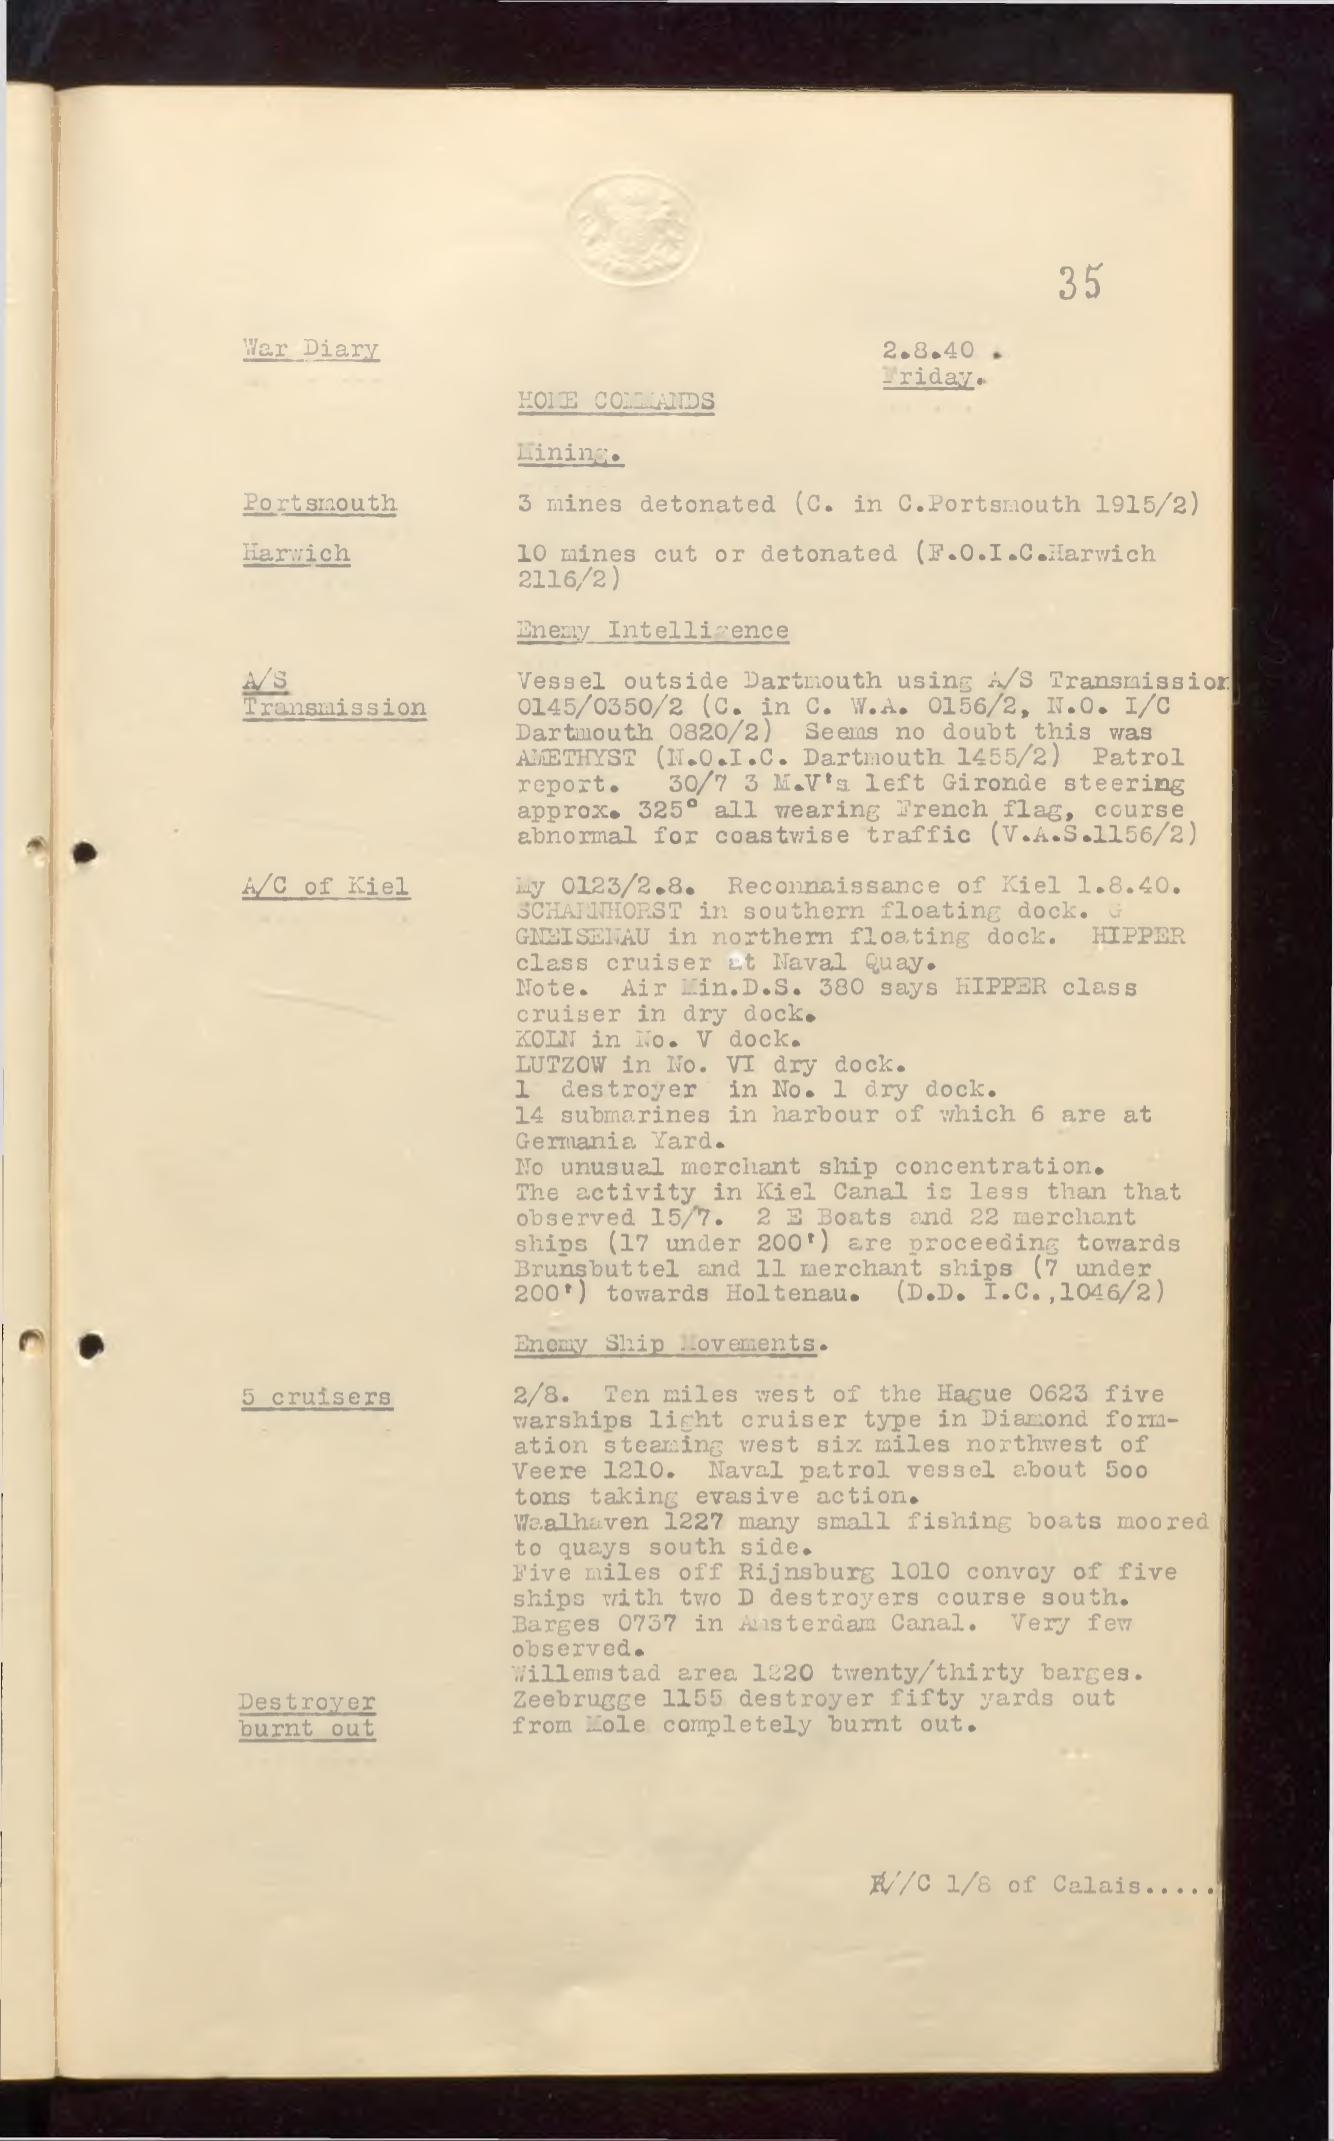 35
War Diary 2.8.40 .
Friday.
HOME COMMANDS
Mining.
Portsmouth 3 mines detonated (C. in C.Portsmouth 1915/2)
Harwich 10 mines cut or detonated (F.O.I.C.Harwich
2116/2)
Enemy Intelligence
A/S Vessel outside Dartmouth using A/S Transmission
Transmission 0145/0350/2 (C. in C. W.A. 0156/2, N.O. I/C
Dartmouth 0820/2) Seems no doubt this was
AMETHYST (N.O.I.C. Dartmouth 1455/2) Patrol
report. 30/7 3 M.V's left Gironde steering
approx. 325° all wearing French flag, course
abnormal for coastwise traffic (V.A.S.1156/2)
A/C of Kiel My 0123/2.8. Reconnaissance of Kiel 1.8.40.
SCHARNHORST in southern floating dock. G
GNEISENAU in northern floating dock. HIPPER
class cruiser at Naval Quay.
Note. Air Min.D.S. 380 says HIPPER class
cruiser in dry dock.
KOLN in No. V dock.
LUTZOW in No. VI dry dock.
1 destroyer in No. 1 dry dock.
14 submarines in harbour of which 6 are at
Germania Yard.
No unusual merchant ship concentration.
The activity in Kiel Canal is less than that
observed 15/7. 2 E Boats and 22 merchant
ships (17 under 200') are proceeding towards
Brunsbuttel and 11 merchant ships (7 under
200') towards Holtenau. (D.D. I.C.,1046/2)
Enemy Ship Movements.
5 cruisers 2/8. Ten miles west of the Hague 0623 five
warships light cruiser type in Diamond form-
ation steaming west six miles northwest of
Veere 1210. Naval patrol vessel about 5oo
tons taking evasive action.
Waalhaven 1227 many small fishing boats moored
to quays south side.
Five miles off Rijnsburg 1010 convoy of five
ships with two D destroyers course south.
Barges 0737 in Amsterdam Canal. Very few
observed.
Willemstad area 1220 twenty/thirty barges.
Destroyer Zeebrugge 1155 destroyer fifty yards out
burnt out from Mole completely burnt out.
/C 1/8 of Calais.....